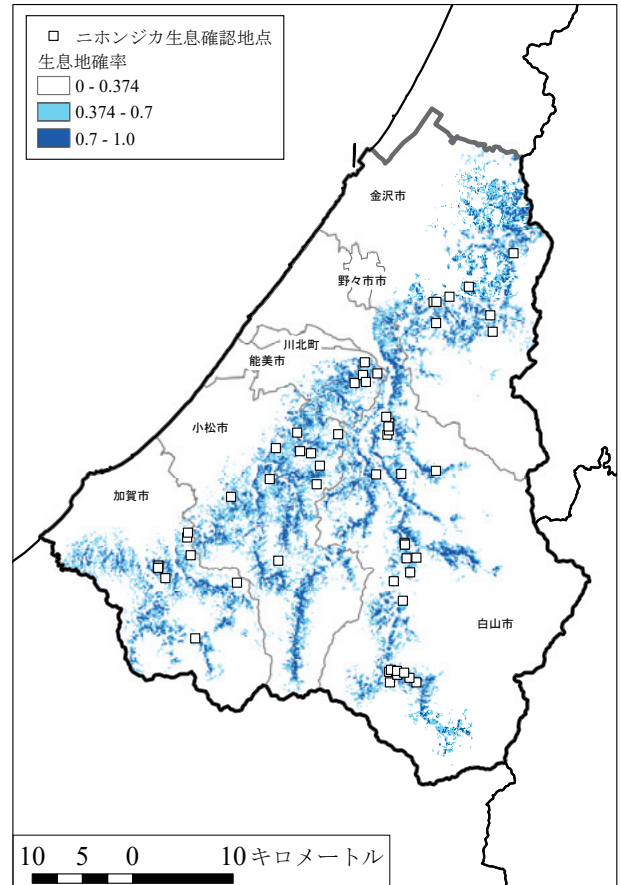 ニホンジカ生息確認地点
生息地確率
0 - 0.374
0.374 - 0.7
0.7 - 1.0
金沢市
野々市市
川北町
能美市
小松市
加賀市
白山市
10 5 0 10 キロメートル